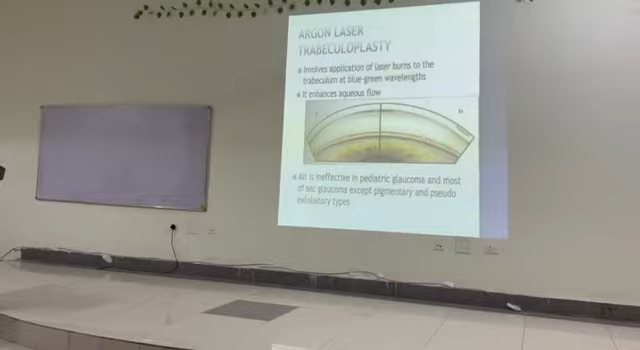 ARGON LASER
TRABECULOPLASTY
Involves application of laser burns to the
trabeculum at blue-green wavelengths
It enhances aqueous flow
is ineffective in pediatric glaucoma and most
of sec glaucoma except pigmentary and pseudo
exfoliatory types